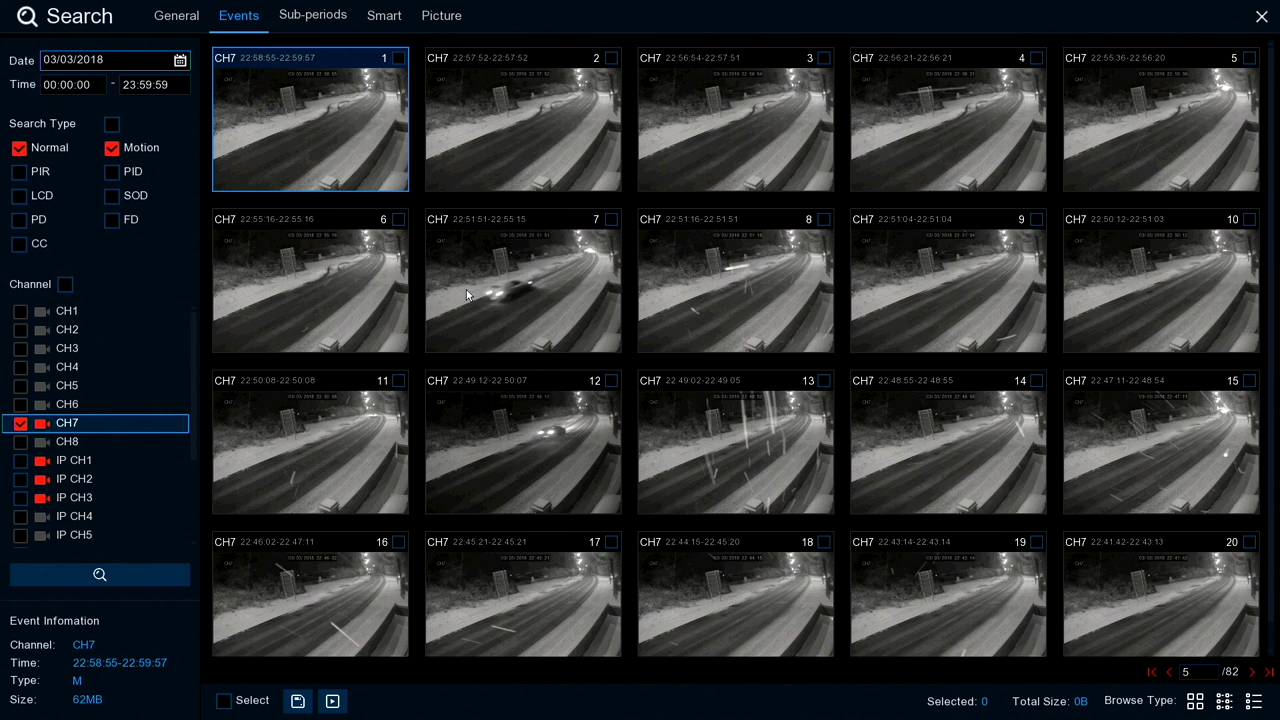 Search
General Events Sub-periods Smart Picture
Date 03/03/2018
Time 00:00:00 - 23:59:59
Search Type
Normal Motion
PIR PID
LCD SOD
PD FD
CC
Channel
CH1
CH2
CH3
CH4
CH5
CH6
CH7
CH8
IP CH1
IP CH2
IP CH3
IP CH4
IP CH5
Event Infomation
Channel: CH7
Time: 22:58:55-22:59:57
Type: M
Size: 62MB
CH7 22:58:55-22:59:57 1
CH7 22:57:52-22:57:52 2
CH7 22:56:54-22:57:51 3
CH7 22:56:21-22:56:21 4
CH7 22:55:36-22:56:20 5
CH7 22:55:16-22:55:16 6
CH7 22:51:51-22:55:15 7
CH7 22:51:16-22:51:51 8
CH7 22:51:04-22:51:04 9
CH7 22:50:12-22:51:03 10
CH7 22:50:08-22:50:08 11
CH7 22:49:12-22:50:07 12
CH7 22:49:02-22:49:05 13
CH7 22:48:55-22:48:55 14
CH7 22:47:11-22:48:54 15
CH7 22:46:02-22:47:11 16
CH7 22:45:21-22:45:21 17
CH7 22:44:15-22:45:20 18
CH7 22:43:14-22:43:14 19
CH7 22:41:42-22:43:13 20
5 /82
Select
Selected: 0 Total Size: 0B Browse Type: